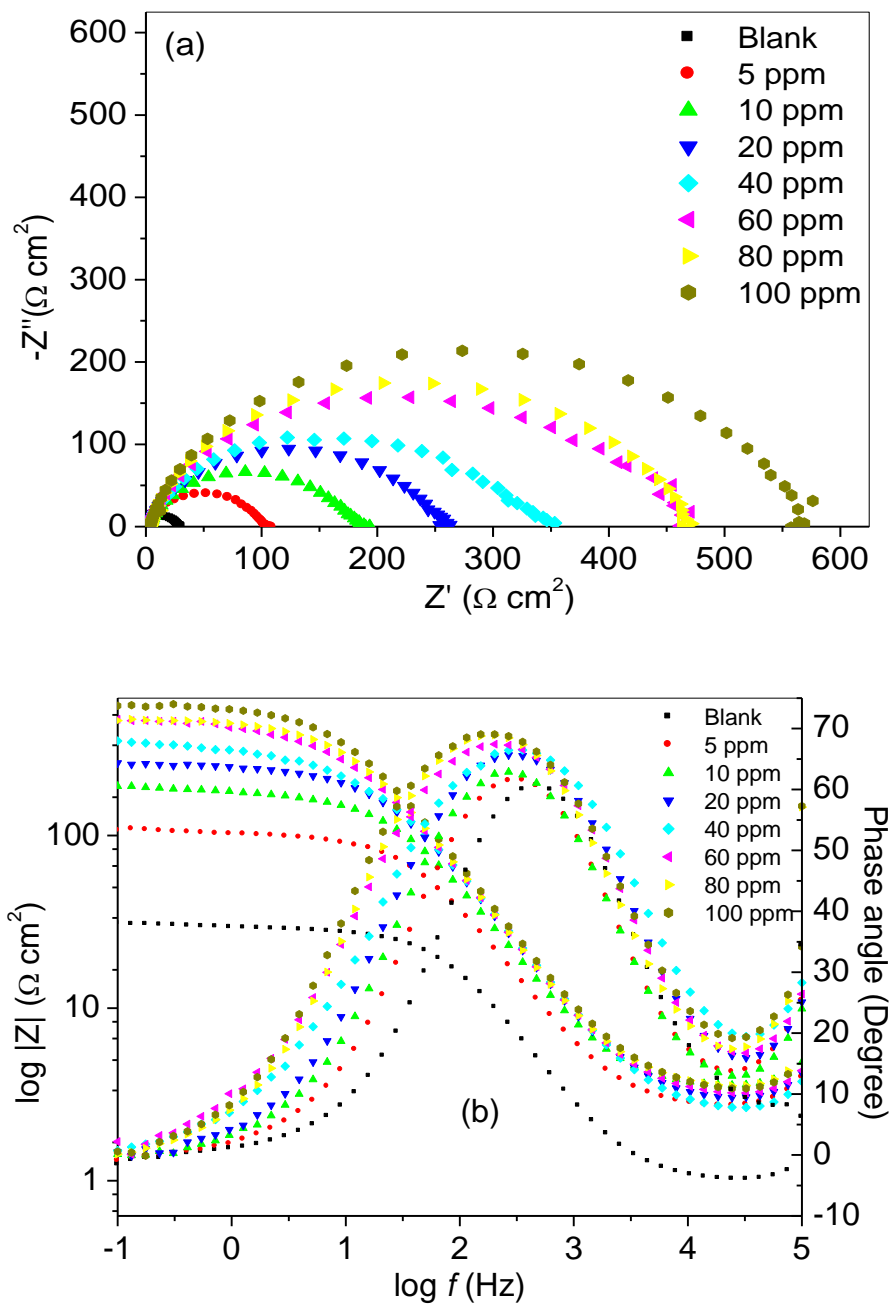 (a)
Blank
5 ppm
10 ppm
20 ppm
40 ppm
60 ppm
80 ppm
100 ppm
600
500
400
300
200
100
0
-Z''(Ω cm²)
0 100 200 300 400 500 600
Z' (Ω cm²)
Blank
5 ppm
10 ppm
20 ppm
40 ppm
60 ppm
80 ppm
100 ppm
100
10
1
log |Z| (Ω cm²)
70
60
50
40
30
20
10
0
-10
Phase angle (Degree)
(b)
-1 0 1 2 3 4 5
log f (Hz)